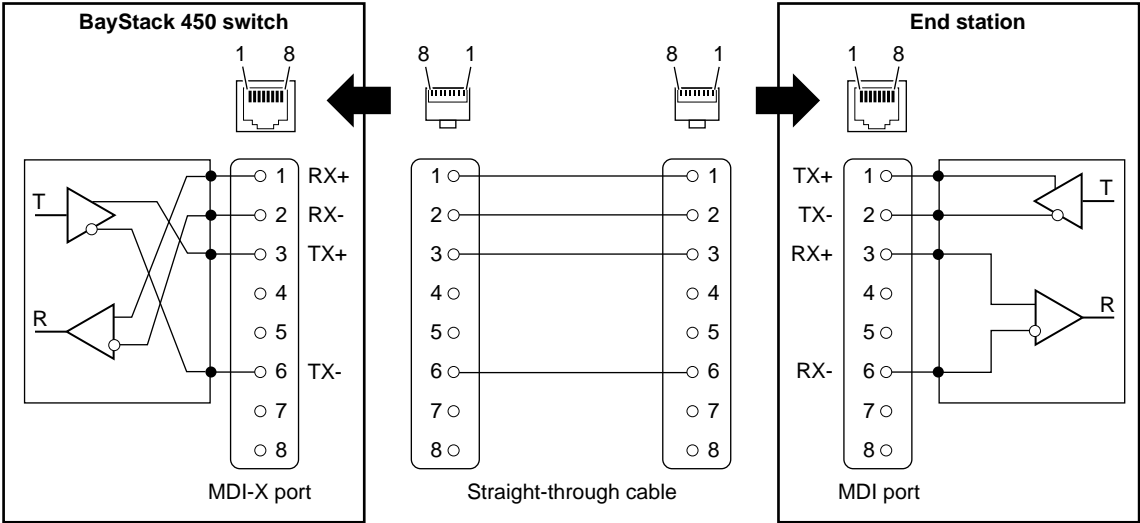 BayStack 450 switch
End station
1 8
8 1
8 1
1 8
T
R
1 RX+
2 RX-
3 TX+
4
5
6 TX-
7
8
1
2
3
4
5
6
7
8
1
2
3
4
5
6
7
8
TX+ 1
TX- 2
RX+ 3
4
5
RX- 6
7
8
T
R
MDI-X port
Straight-through cable
MDI port